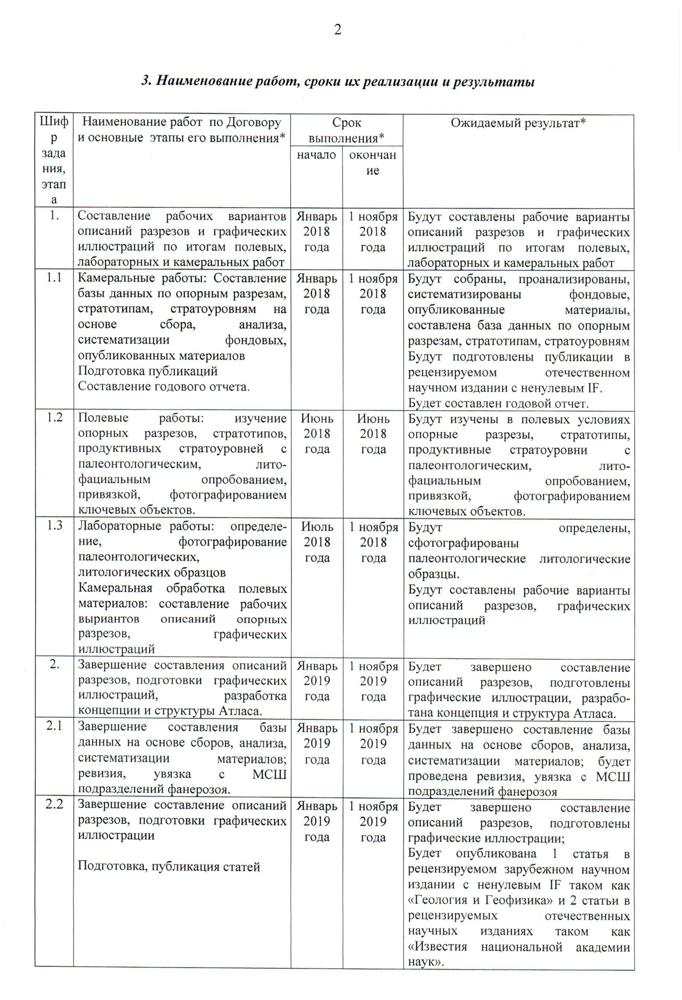 2
3. Наименование работ, сроки их реализации и результаты
Шиф
р
зада
ния,
этап
а
Наименование работ по Договору
и основные этапы его выполнения*
Срок
выполнения*
начало
окончан
ие
Ожидаемый результат*
1.
Составление рабочих вариантов
описаний разрезов и графических
иллюстраций по итогам полевых,
лабораторных и камеральных работ
Январь
2018
года
1 ноября
2018
года
Будут составлены рабочие варианты
описаний разрезов и графических
иллюстраций по итогам полевых,
лабораторных и камеральных работ
1.1
Камеральные работы: Составление
базы данных по опорным разрезам,
стратотипам, стратоуровням на
основе сбора, анализа,
систематизации фондовых,
опубликованных материалов
Подготовка публикаций
Составление годового отчета.
Январь
2018
года
1 ноября
2018
года
Будут собраны, проанализированы,
систематизированы фондовые,
опубликованные материалы,
составлена база данных по опорным
разрезам, стратотипам, стратоуровням
Будут подготовлены публикации в
рецензируемом отечественном
научном издании с ненулевым IF.
Будет составлен годовой отчет.
1.2
Полевые работы: изучение
опорных разрезов, стратотипов,
продуктивных стратоуровней с
палеонтологическим, лито-
фациальным опробованием,
привязкой, фотографированием
ключевых объектов.
Июнь
2018
года
Июнь
2018
года
Будут изучены в полевых условиях
опорные разрезы, стратотипы,
продуктивные стратоуровни с
палеонтологическим, лито-
фациальным опробованием,
привязкой, фотографированием
ключевых объектов.
1.3
Лабораторные работы: определе-
ние, фотографирование
палеонтологических,
литологических образцов
Камеральная обработка полевых
материалов: составление рабочих
выриантов описаний опорных
разрезов, графических
иллюстраций
Июль
2018
года
1 ноября
2018
года
Будут определены,
сфотографированы
палеонтологические литологические
образцы.
Будут составлены рабочие варианты
описаний разрезов, графических
иллюстраций
2.
Завершение составления описаний
разрезов, подготовки графических
иллюстраций, разработка
концепции и структуры Атласа.
Январь
2019
года
1 ноября
2019
года
Будет завершено составление
описаний разрезов, подготовлены
графические иллюстрации, разрабо-
тана концепция и структура Атласа.
2.1
Завершение составления базы
данных на основе сборов, анализа,
систематизации материалов;
ревизия, увязка с МСШ
подразделений фанерозоя.
Январь
2019
года
1 ноября
2019
года
Будет завершено составление базы
данных на основе сборов, анализа,
систематизации материалов; будет
проведена ревизия, увязка с МСШ
подразделений фанерозоя
2.2
Завершение составление описаний
разрезов, подготовки графических
иллюстрации
Подготовка, публикация статей
Январь
2019
года
1 ноября
2019
года
Будет завершено составление
описаний разрезов, подготовлены
графические иллюстрации;
Будет опубликована 1 статья в
рецензируемом зарубежном научном
издании с ненулевым IF таком как
«Геология и Геофизика» и 2 статьи в
рецензируемых отечественных
научных изданиях таком как
«Известия национальной академии
наук».